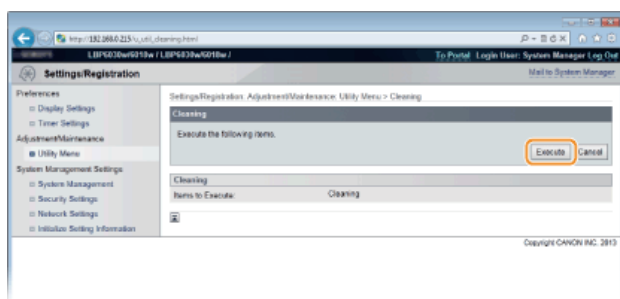 http://192.168.0.215/u_util_cleaning.html
LBP6030w/6018w / LBP6030w/6018w /
To Portal Login User: System Manager Log Out
Settings/Registration
Mail to System Manager
Preferences
Display Settings
Timer Settings
Adjustment/Maintenance
Utility Menu
System Management Settings
System Management
Security Settings
Network Settings
Initialize Setting Information
Settings/Registration: Adjustment/Maintenance: Utility Menu > Cleaning
Cleaning
Execute the following items.
Execute Cancel
Cleaning
Items to Execute: Cleaning
Copyright CANON INC. 2013